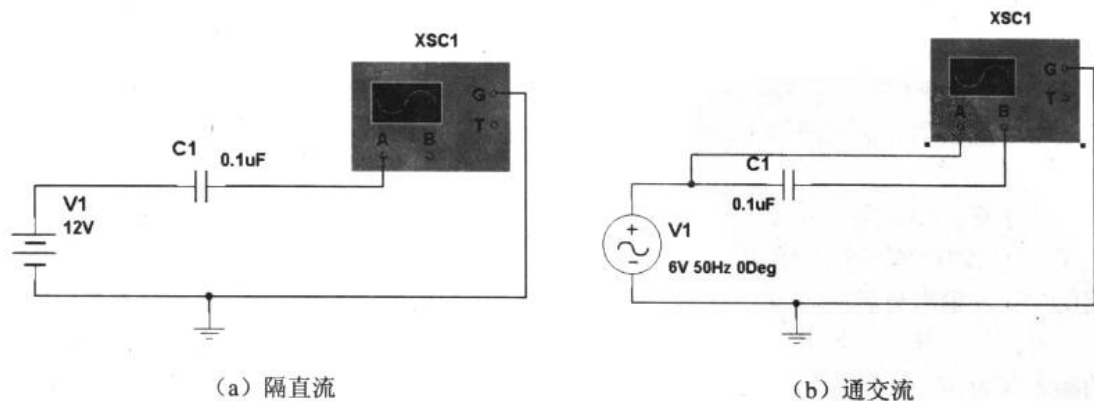 XSC1
G
T
A B
C1
0.1uF
V1
12V
(a) 隔直流
XSC1
G
T
A B
C1
0.1uF
V1
6V 50Hz 0Deg
(b) 通交流